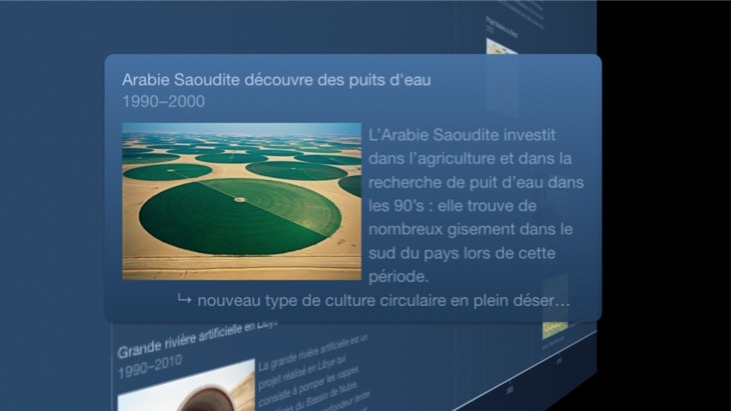 Arabie Saoudite découvre des puits d'eau
1990–2000
L'Arabie Saoudite investit
dans l'agriculture et dans la
recherche de puit d'eau dans
les 90's : elle trouve de
nombreux gisement dans le
sud du pays lors de cette
période.
↳ nouveau type de culture circulaire en plein déser…
Grande rivière artificielle en Libye
1990–2010
La grande rivière artificielle est un
projet réalisé en Libye qui
consiste à pomper les nappes
du Bassin de Nubie,